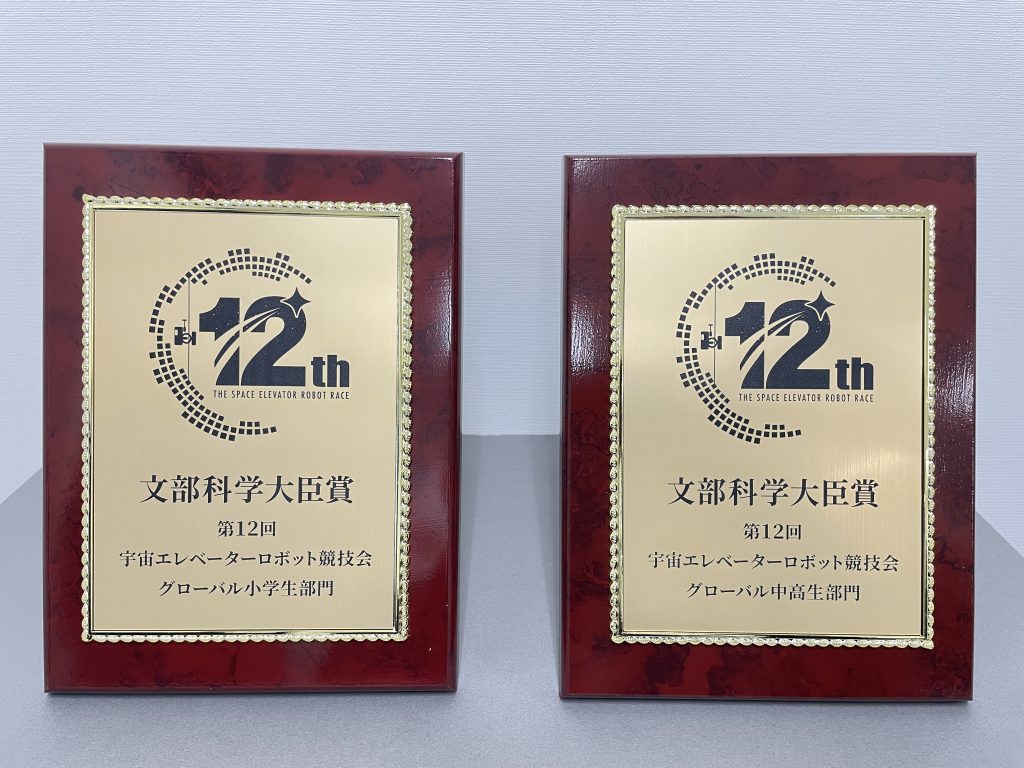 12th
THE SPACE ELEVATOR ROBOT RACE
文部科学大臣賞
第12回
宇宙エレベーターロボット競技会
グローバル小学生部門
12th
THE SPACE ELEVATOR ROBOT RACE
文部科学大臣賞
第12回
宇宙エレベーターロボット競技会
グローバル中高生部門